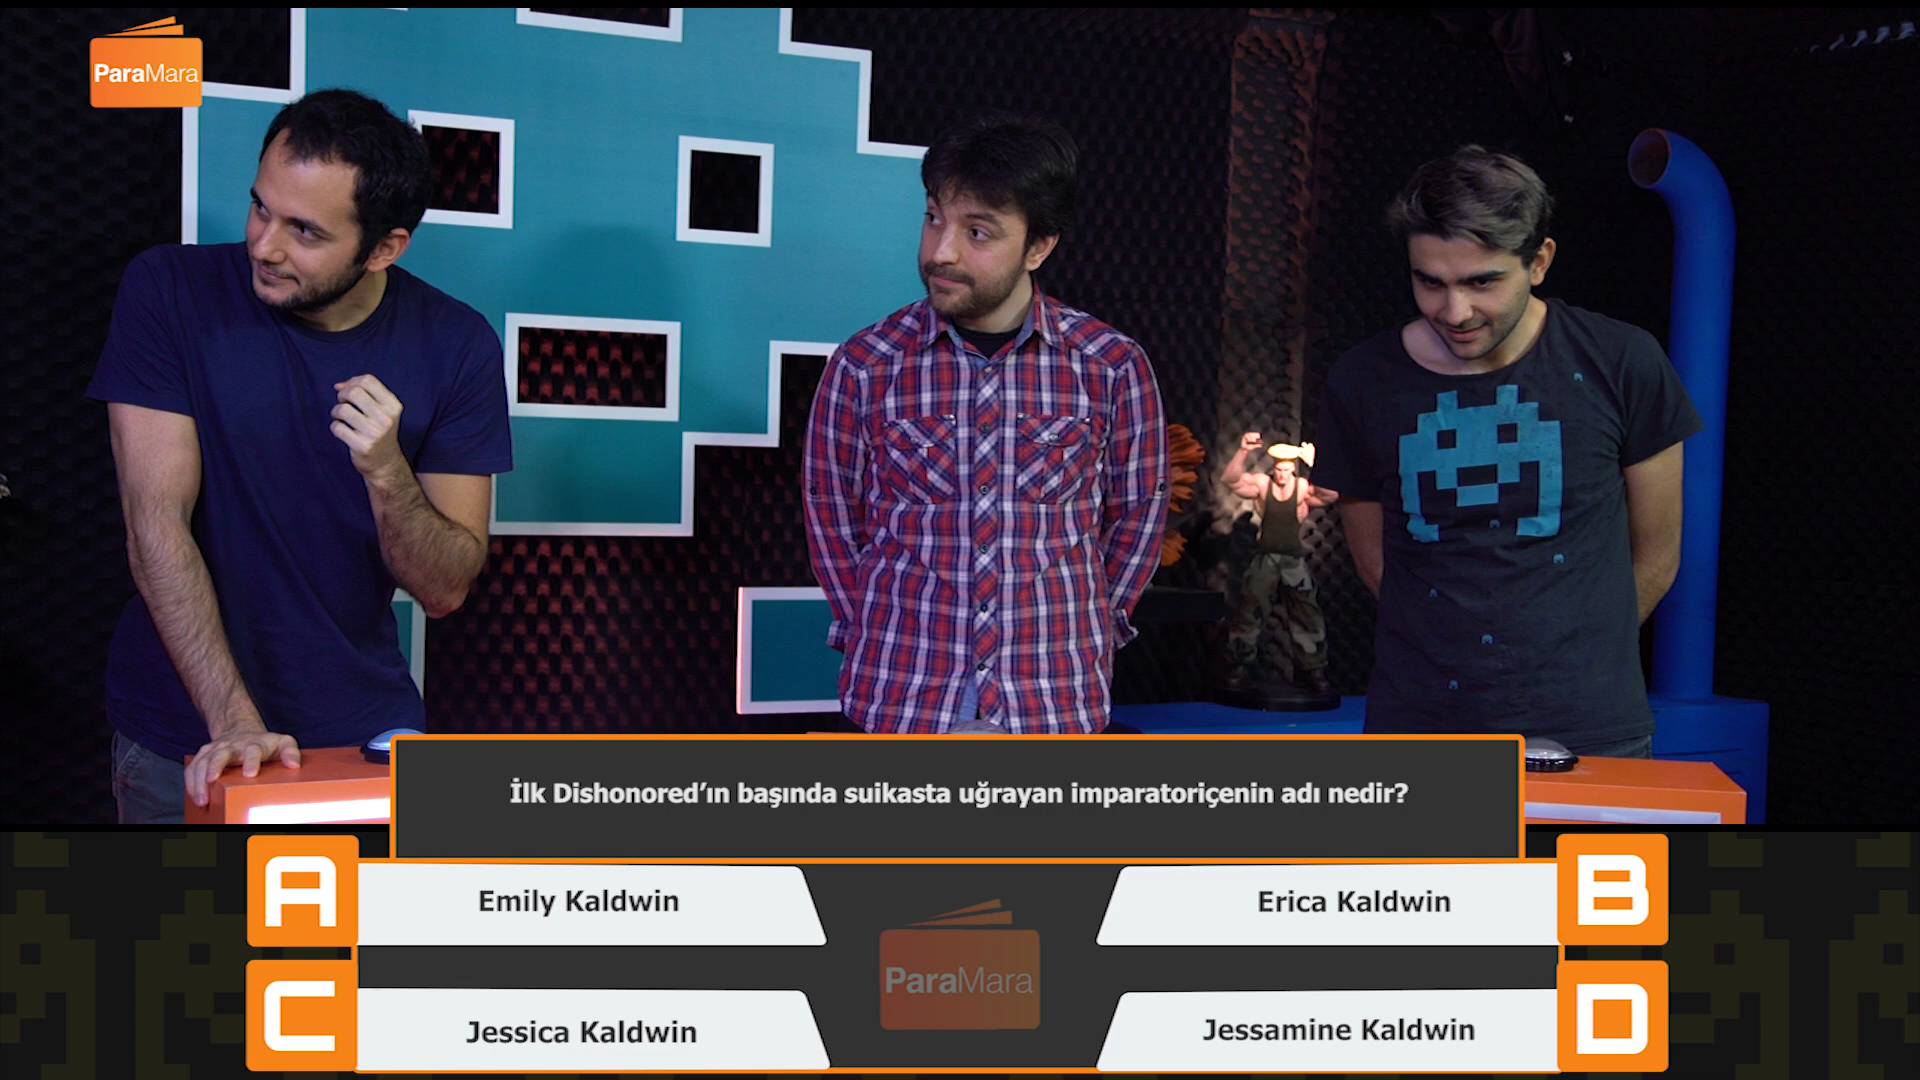 ParaMara
İlk Dishonored’ın başında suikasta uğrayan imparatoriçenin adı nedir?
A
Emily Kaldwin
Erica Kaldwin
B
ParaMara
C
Jessica Kaldwin
Jessamine Kaldwin
D